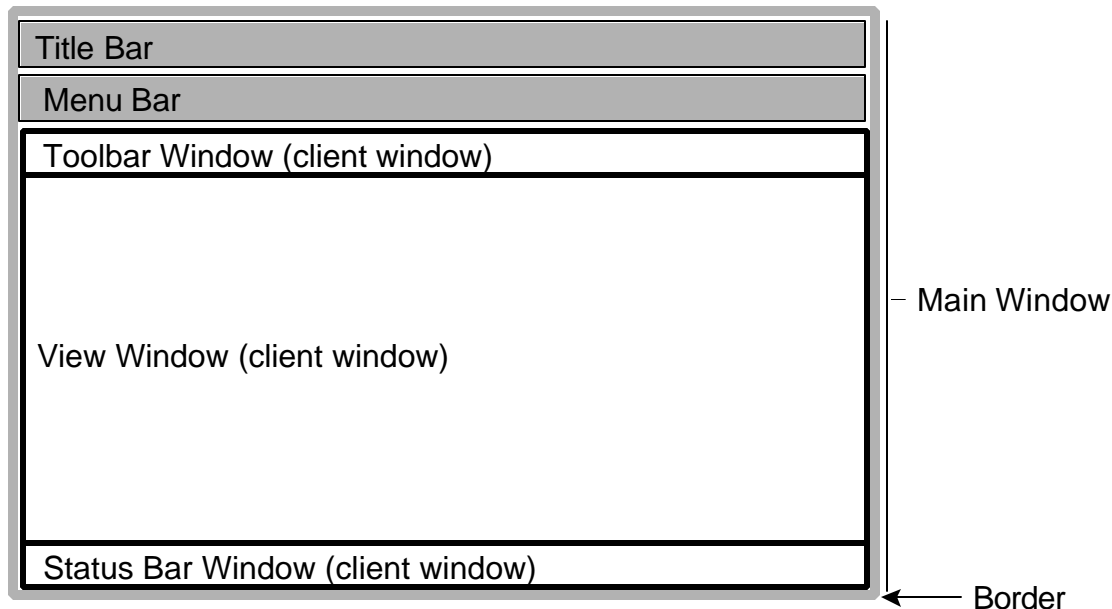 Title Bar
Menu Bar
Toolbar Window (client window)
Main Window
View Window (client window)
Status Bar Window (client window)
Border